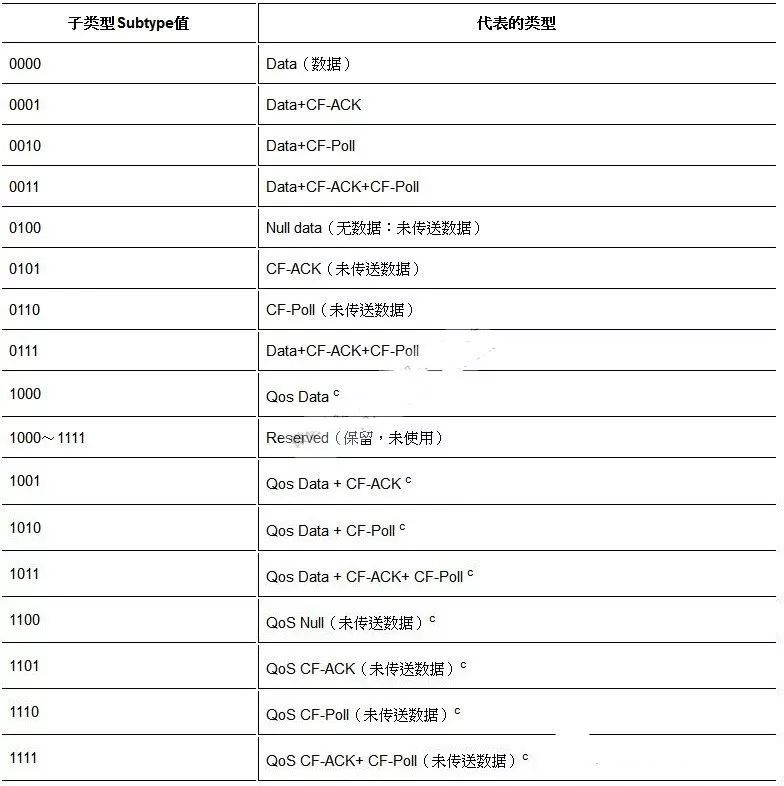 子类型Subtype值 代表的类型
0000 Data（数据）
0001 Data+CF-ACK
0010 Data+CF-Poll
0011 Data+CF-ACK+CF-Poll
0100 Null data（无数据：未传送数据）
0101 CF-ACK（未传送数据）
0110 CF-Poll（未传送数据）
0111 Data+CF-ACK+CF-Poll
1000 Qos Data c
1000～1111 Reserved（保留，未使用）
1001 Qos Data + CF-ACK c
1010 Qos Data + CF-Poll c
1011 Qos Data + CF-ACK+ CF-Poll c
1100 QoS Null（未传送数据）c
1101 QoS CF-ACK（未传送数据）c
1110 QoS CF-Poll（未传送数据）c
1111 QoS CF-ACK+ CF-Poll（未传送数据）c